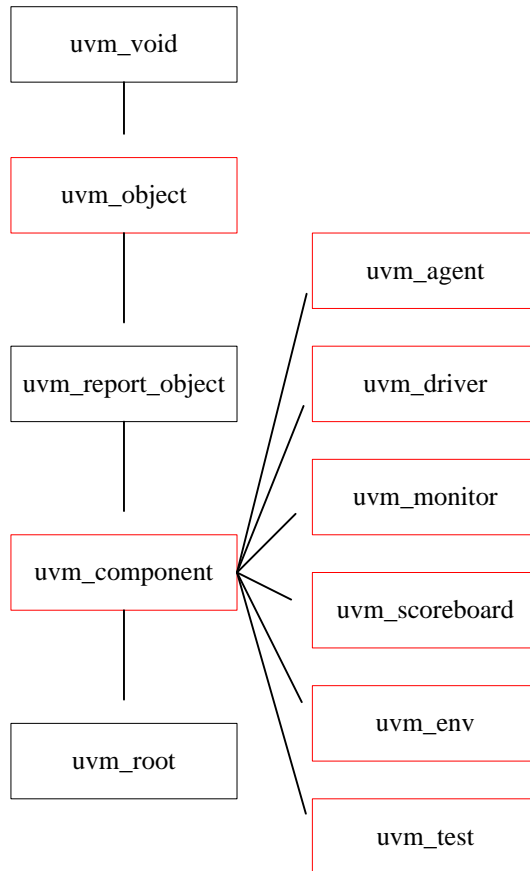 uvm_void
uvm_object
uvm_agent
uvm_report_object
uvm_driver
uvm_monitor
uvm_component
uvm_scoreboard
uvm_env
uvm_root
uvm_test